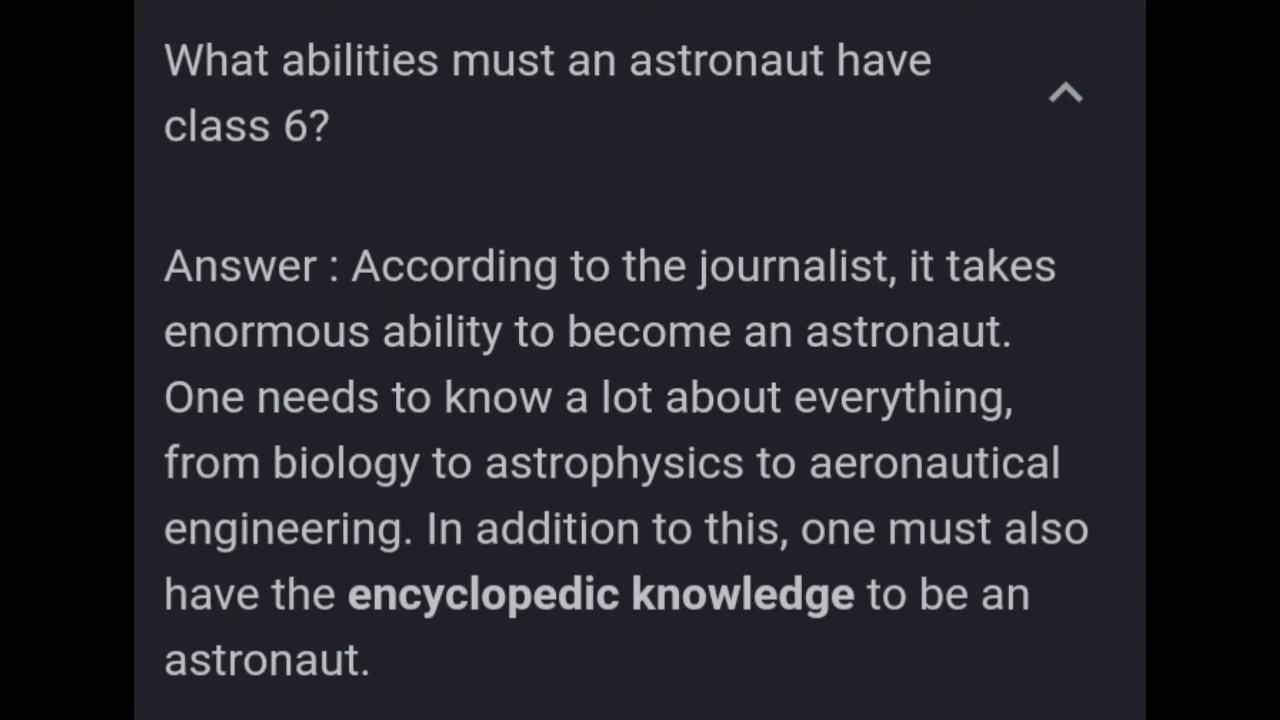 What abilities must an astronaut have
class 6?
Answer : According to the journalist, it takes
enormous ability to become an astronaut.
One needs to know a lot about everything,
from biology to astrophysics to aeronautical
engineering. In addition to this, one must also
have the encyclopedic knowledge to be an
astronaut.